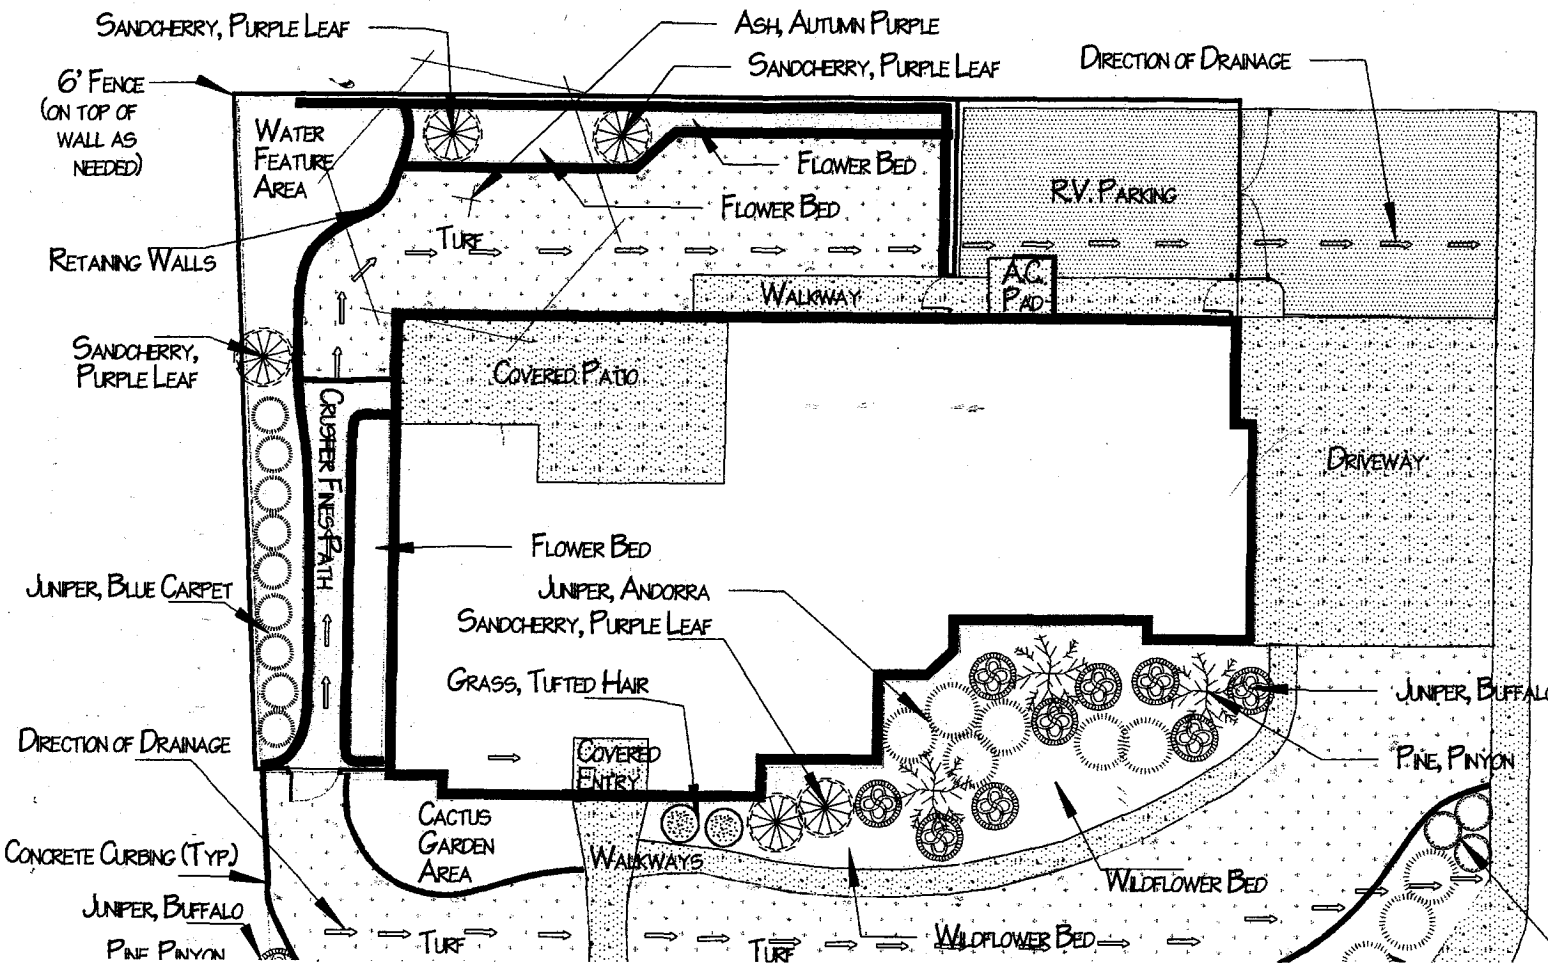 SANDCHERRY, PURPLE LEAF
ASH, AUTUMN PURPLE
SANDCHERRY, PURPLE LEAF
DIRECTION OF DRAINAGE
6' FENCE
(ON TOP OF
WALL AS
NEEDED)
WATER
FEATURE
AREA
FLOWER BED
FLOWER BED
R.V. PARKING
TURF
RETANING WALLS
A.C.
PAD
WALKWAY
SANDCHERRY,
PURPLE LEAF
COVERED PATIO
CRUSHER FINES PATH
DRIVEWAY
FLOWER BED
JUNIPER, BLUE CARPET
JUNIPER, ANDORRA
SANDCHERRY, PURPLE LEAF
GRASS, TUFTED HAIR
JUNIPER, BUFFALO
DIRECTION OF DRAINAGE
COVERED
ENTRY
PINE, PINYON
CACTUS
GARDEN
AREA
CONCRETE CURBING (TYP.)
WALKWAYS
WILDFLOWER BED
JUNIPER, BUFFALO
PINE, PINYON
TURF
TURF
WILDFLOWER BED